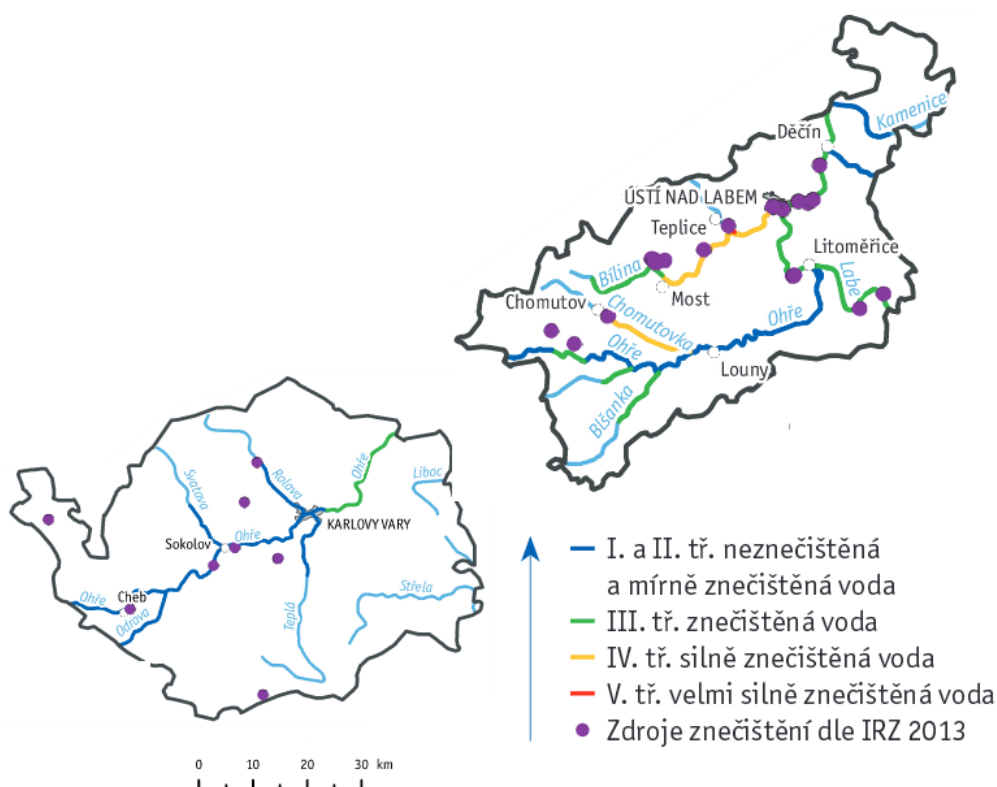 Kamenice
Děčín
ÚSTÍ NAD LABEM
Teplice
Litoměřice
Bílina
Labe
Most
Chomutov
Chomutovka
Ohře
Ohře
Louny
Blšanka
Ohře
Liboc
Svatava
Rolava
KARLOVY VARY
Sokolov
Ohře
Střela
Cheb
Ohře
Odrava
Teplá
I. a II. tř. neznečištěná
a mírně znečištěná voda
III. tř. znečištěná voda
IV. tř. silně znečištěná voda
V. tř. velmi silně znečištěná voda
Zdroje znečištění dle IRZ 2013
0 10 20 30 km